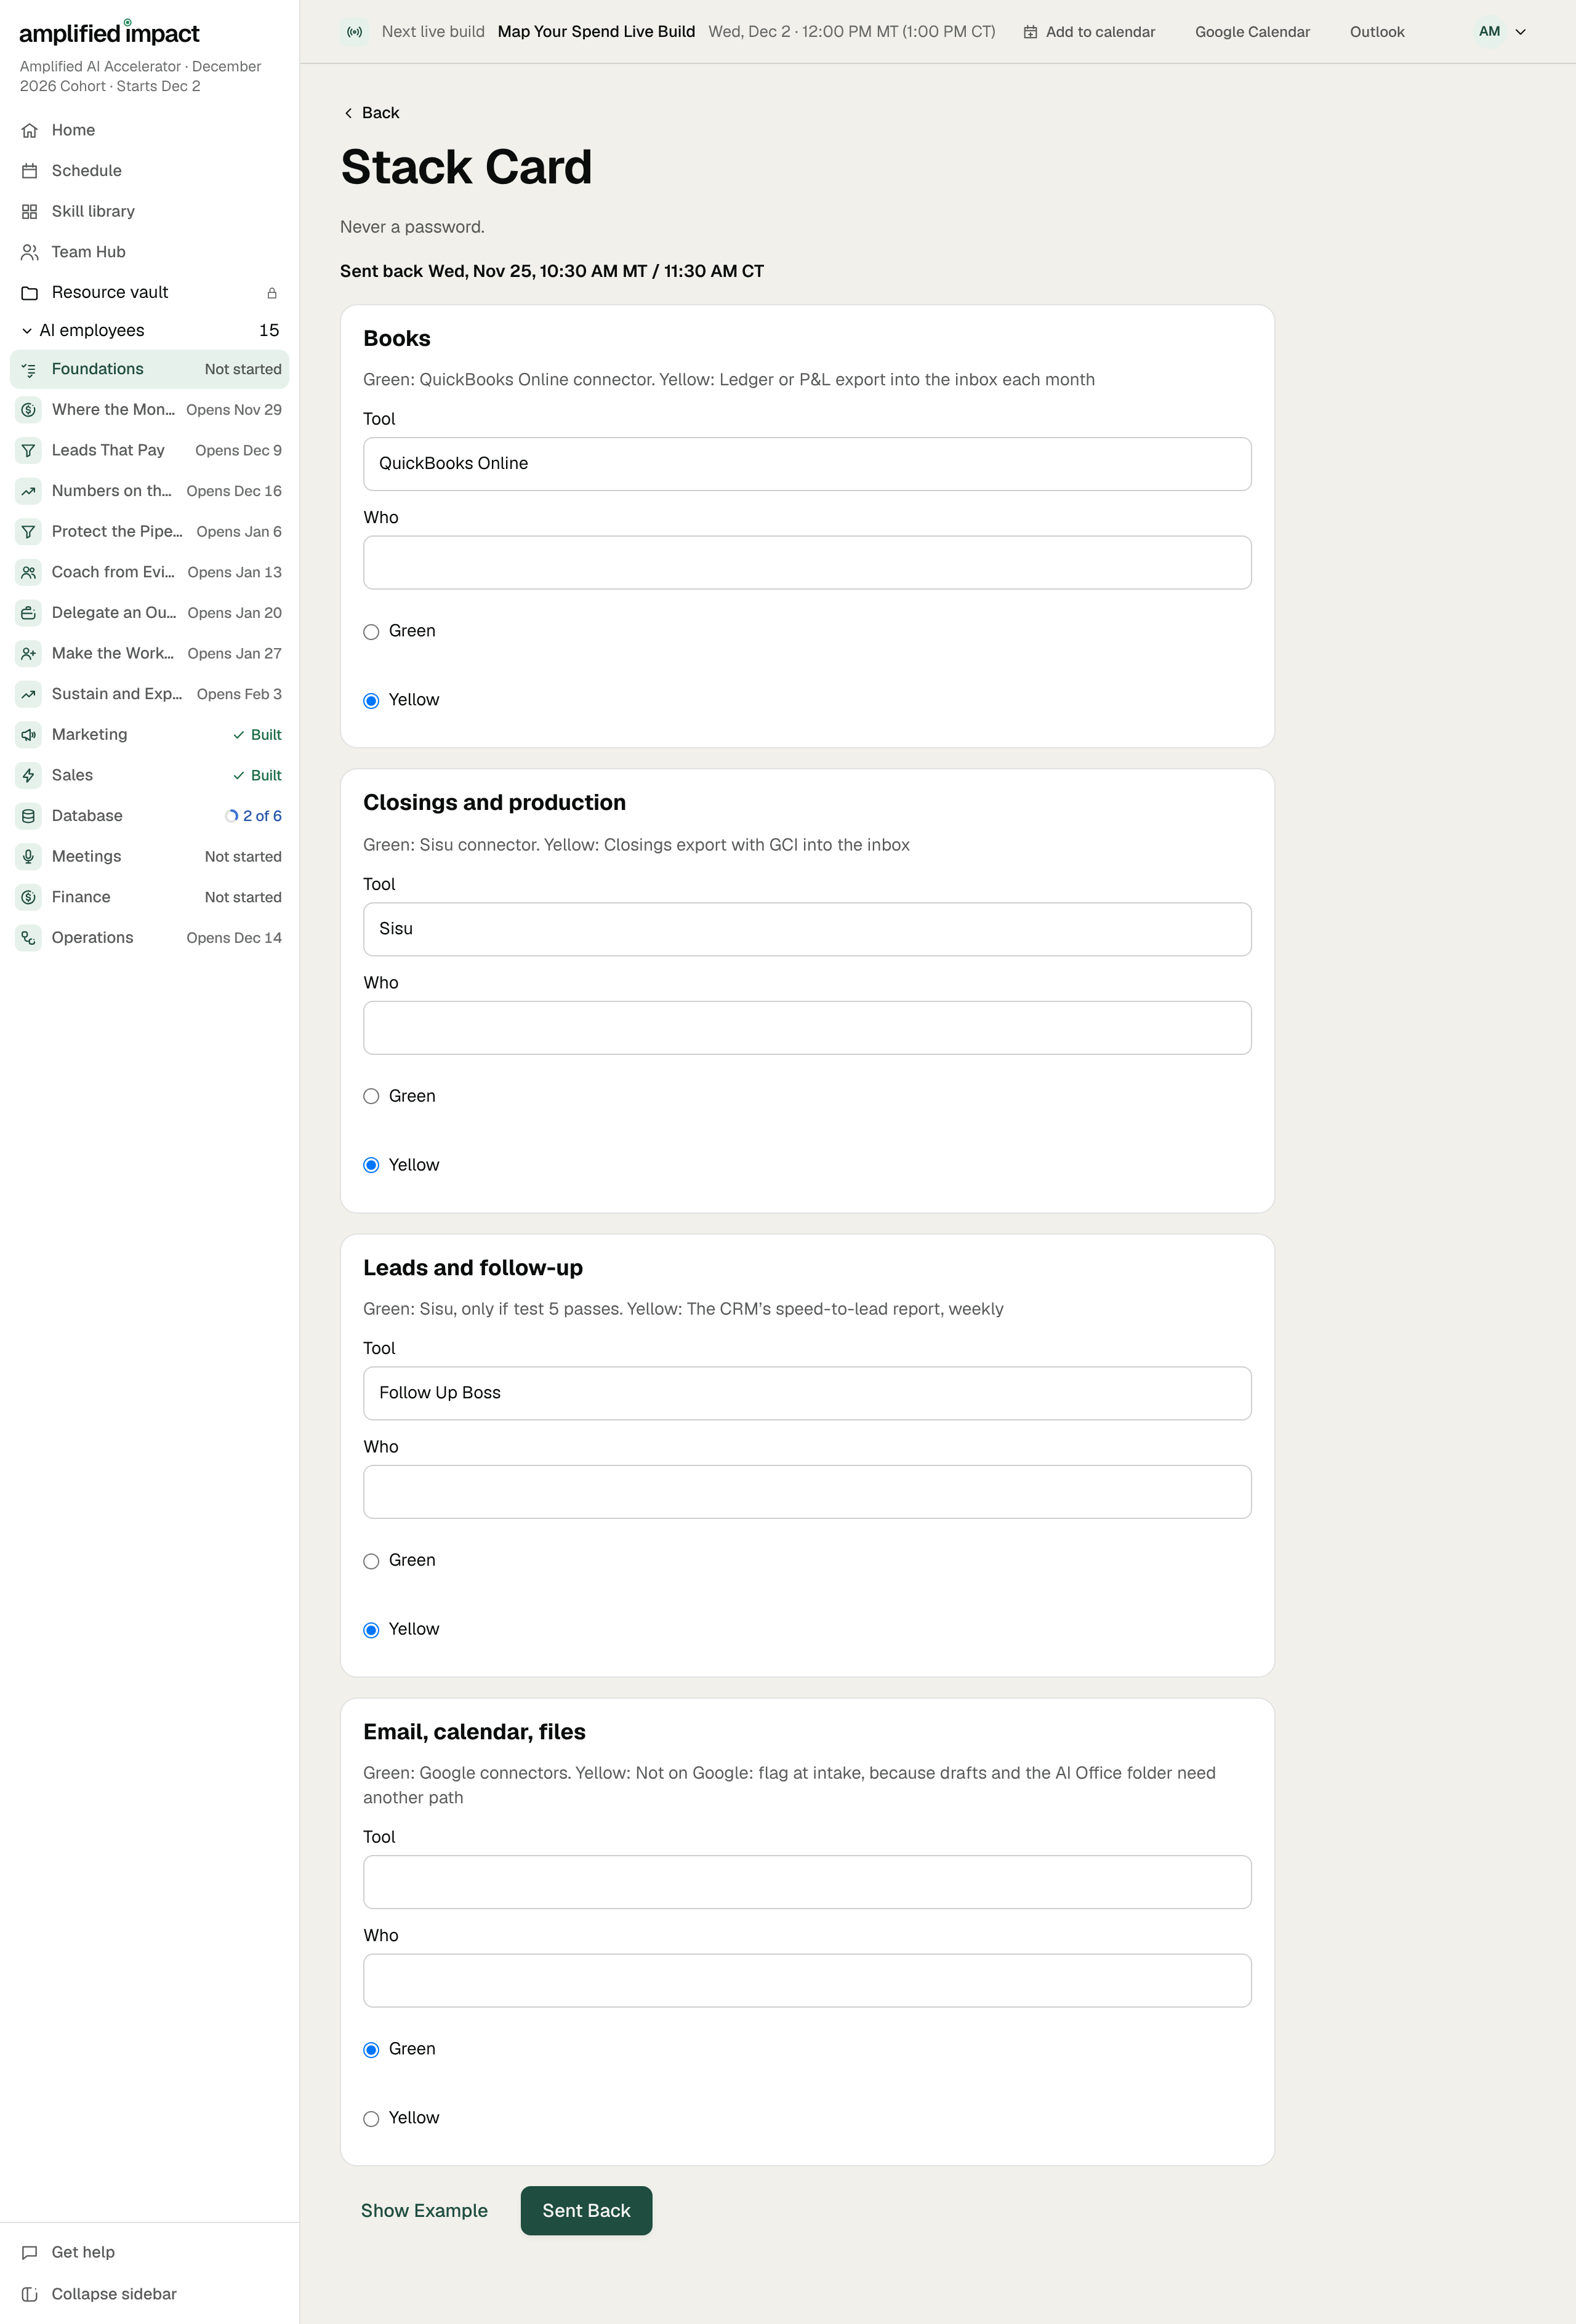 amplified impact
Amplified AI Accelerator · December
2026 Cohort · Starts Dec 2
Home
Schedule
Skill library
Team Hub
Resource vault
AI employees 15
Foundations Not started
Where the Mon... Opens Nov 29
Leads That Pay Opens Dec 9
Numbers on th... Opens Dec 16
Protect the Pipe... Opens Jan 6
Coach from Evi... Opens Jan 13
Delegate an Ou... Opens Jan 20
Make the Work... Opens Jan 27
Sustain and Exp... Opens Feb 3
Marketing Built
Sales Built
Database 2 of 6
Meetings Not started
Finance Not started
Operations Opens Dec 14
Get help
Collapse sidebar
Next live build Map Your Spend Live Build Wed, Dec 2 · 12:00 PM MT (1:00 PM CT) Add to calendar Google Calendar Outlook AM
Back
Stack Card
Never a password.
Sent back Wed, Nov 25, 10:30 AM MT / 11:30 AM CT
Books
Green: QuickBooks Online connector. Yellow: Ledger or P&L export into the inbox each month
Tool
QuickBooks Online
Who
Green
Yellow
Closings and production
Green: Sisu connector. Yellow: Closings export with GCI into the inbox
Tool
Sisu
Who
Green
Yellow
Leads and follow-up
Green: Sisu, only if test 5 passes. Yellow: The CRM’s speed-to-lead report, weekly
Tool
Follow Up Boss
Who
Green
Yellow
Email, calendar, files
Green: Google connectors. Yellow: Not on Google: flag at intake, because drafts and the AI Office folder need
another path
Tool
Who
Green
Yellow
Show Example Sent Back